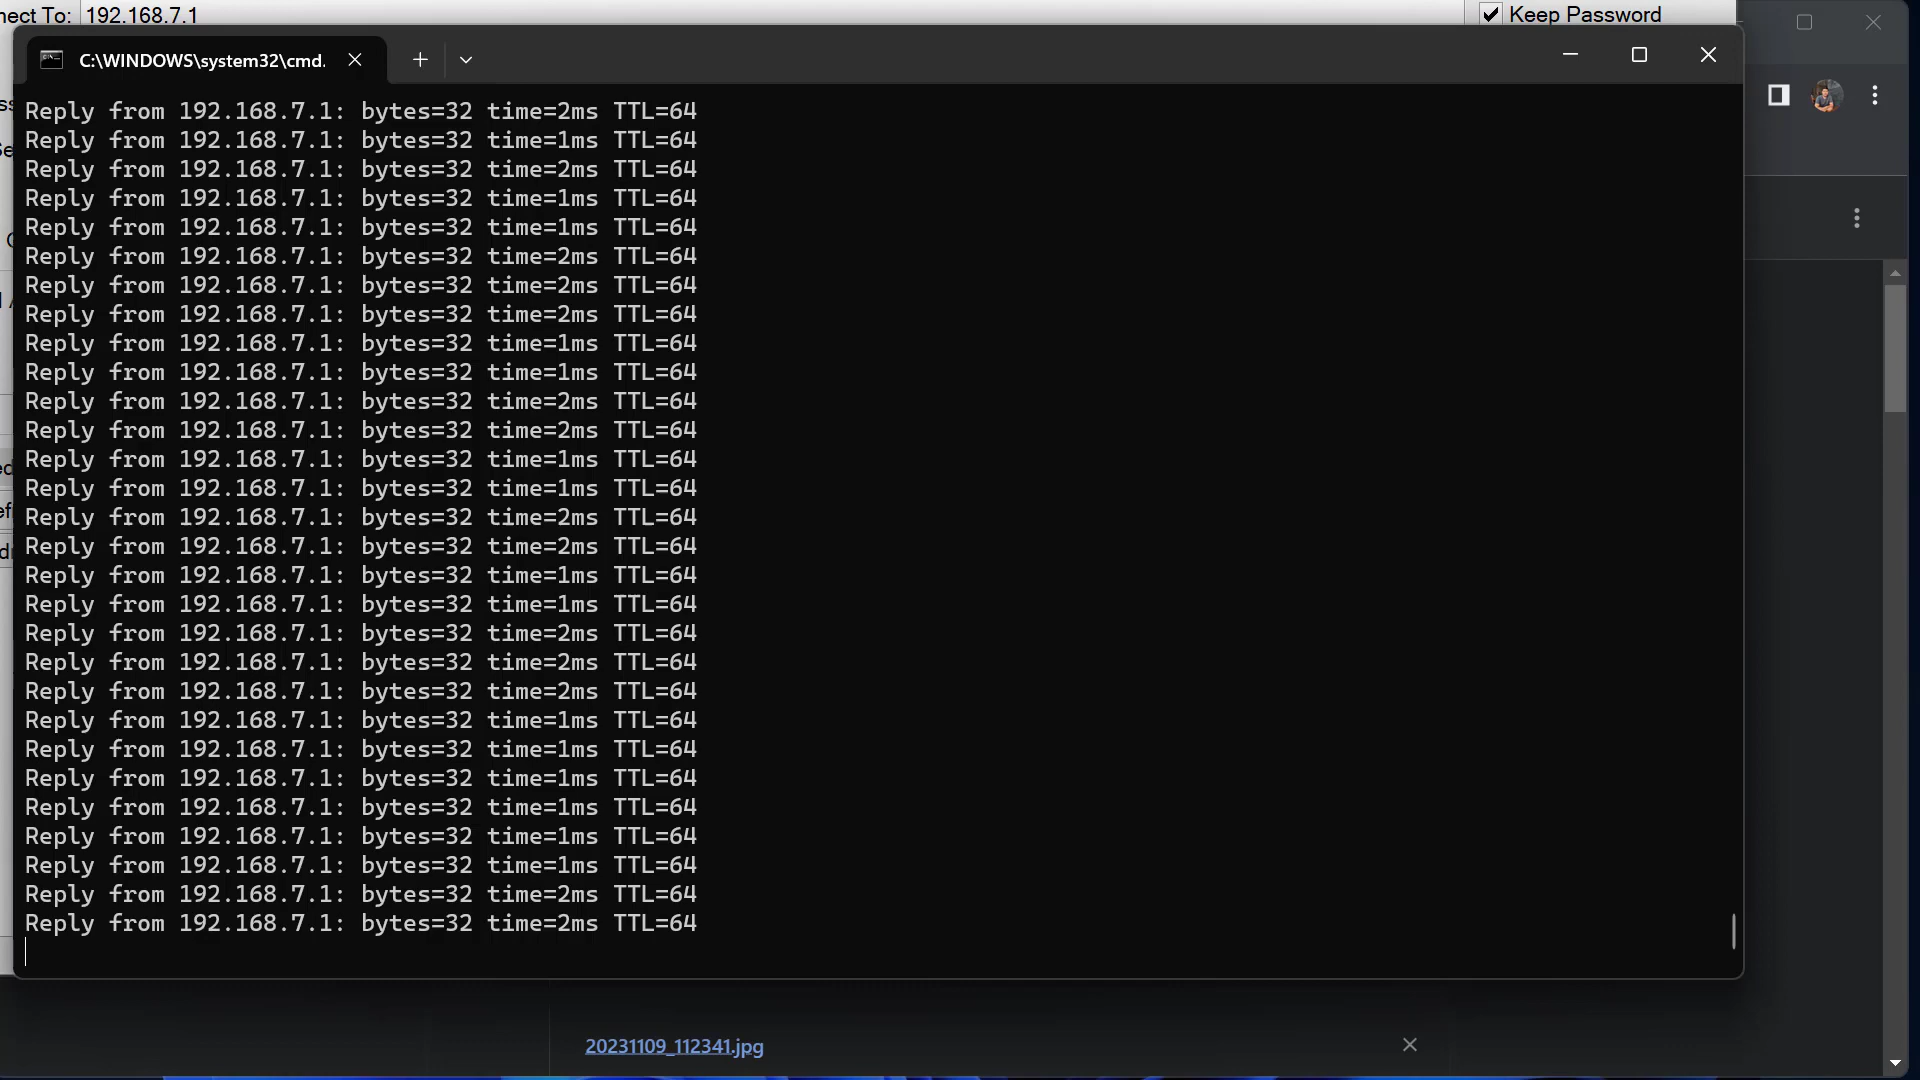 nect To: 192.168.7.1
Keep Password
C:\WINDOWS\system32\cmd.
Reply from 192.168.7.1: bytes=32 time=2ms TTL=64
Reply from 192.168.7.1: bytes=32 time=1ms TTL=64
Reply from 192.168.7.1: bytes=32 time=2ms TTL=64
Reply from 192.168.7.1: bytes=32 time=1ms TTL=64
Reply from 192.168.7.1: bytes=32 time=1ms TTL=64
Reply from 192.168.7.1: bytes=32 time=2ms TTL=64
Reply from 192.168.7.1: bytes=32 time=2ms TTL=64
Reply from 192.168.7.1: bytes=32 time=2ms TTL=64
Reply from 192.168.7.1: bytes=32 time=1ms TTL=64
Reply from 192.168.7.1: bytes=32 time=1ms TTL=64
Reply from 192.168.7.1: bytes=32 time=2ms TTL=64
Reply from 192.168.7.1: bytes=32 time=2ms TTL=64
Reply from 192.168.7.1: bytes=32 time=1ms TTL=64
Reply from 192.168.7.1: bytes=32 time=1ms TTL=64
Reply from 192.168.7.1: bytes=32 time=2ms TTL=64
Reply from 192.168.7.1: bytes=32 time=2ms TTL=64
Reply from 192.168.7.1: bytes=32 time=1ms TTL=64
Reply from 192.168.7.1: bytes=32 time=1ms TTL=64
Reply from 192.168.7.1: bytes=32 time=2ms TTL=64
Reply from 192.168.7.1: bytes=32 time=2ms TTL=64
Reply from 192.168.7.1: bytes=32 time=2ms TTL=64
Reply from 192.168.7.1: bytes=32 time=1ms TTL=64
Reply from 192.168.7.1: bytes=32 time=1ms TTL=64
Reply from 192.168.7.1: bytes=32 time=1ms TTL=64
Reply from 192.168.7.1: bytes=32 time=1ms TTL=64
Reply from 192.168.7.1: bytes=32 time=1ms TTL=64
Reply from 192.168.7.1: bytes=32 time=1ms TTL=64
Reply from 192.168.7.1: bytes=32 time=2ms TTL=64
Reply from 192.168.7.1: bytes=32 time=2ms TTL=64
20231109_112341.jpg